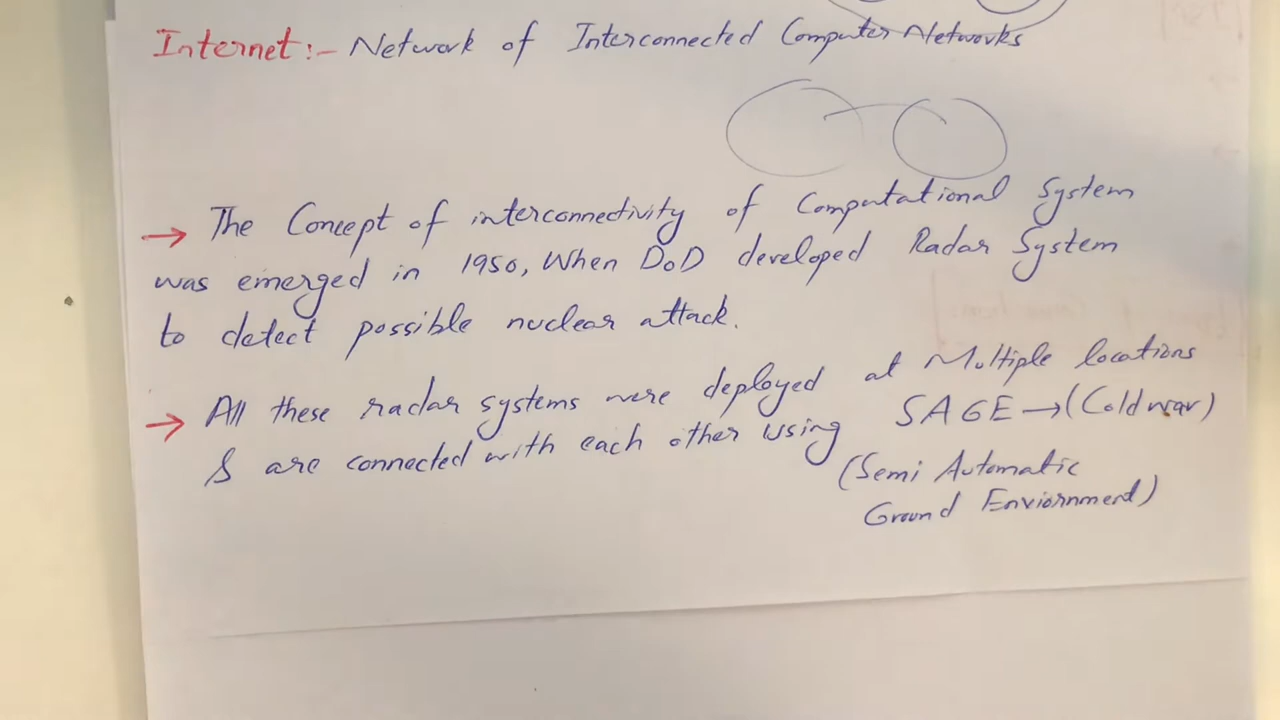 Internet:- Network of Interconnected Computer Networks
→ The Concept of interconnectivity of Computational System
was emerged in 1950, When DoD developed Radar System
to detect possible nuclear attack.
→ All these radar systems were deployed at Multiple locations
& are connected with each other using SAGE → (Cold war)
(Semi Automatic
Ground Enviornment)